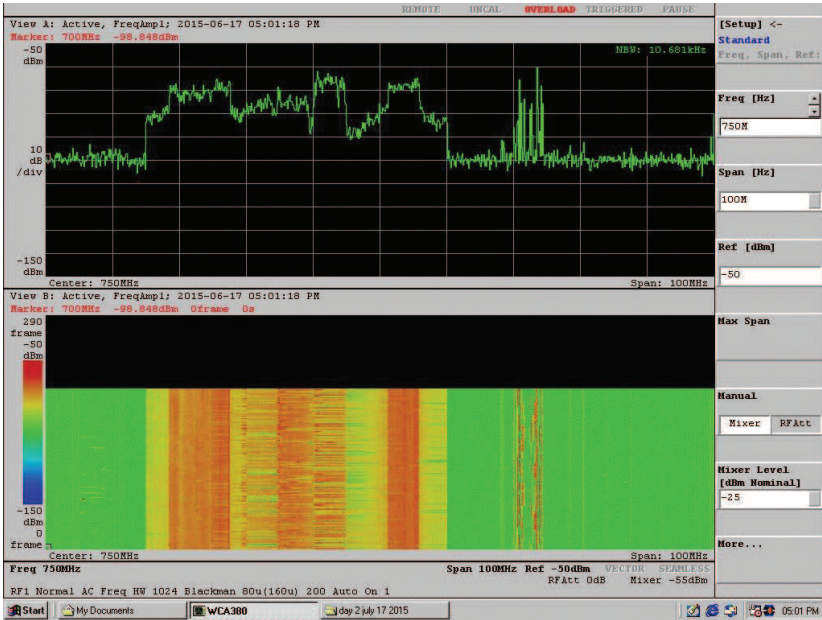 REMOTE UNCAL OVERLOAD TRIGGERED PAUSE
View A: Active, FreqAmpl; 2015-06-17 05:01:18 PM
Marker: 700MHz -98.848dBm
-50
dBm
NBW: 10.681kHz
10
dB
/div
-150
dBm
Center: 750MHz Span: 100MHz
View B: Active, FreqAmpl; 2015-06-17 05:01:18 PM
Marker: 700MHz -98.848dBm 0frame 0s
290
frame
-50
dBm
-150
dBm
0
frame
Center: 750MHz Span: 100MHz
Freq 750MHz Span 100MHz Ref -50dBm VECTOR SEAMLESS
RFAtt 0dB Mixer -55dBm
RF1 Normal AC Freq HW 1024 Blackman 80u(160u) 200 Auto On 1
[Setup] <-
Standard
Freq, Span, Ref:
Freq [Hz]
750M
Span [Hz]
100M
Ref [dBm]
-50
Max Span
Manual
Mixer RFAtt
Mixer Level
[dBm Nominal]
-25
More...
Start My Documents WCA380 day 2 july 17 2015 05:01 PM